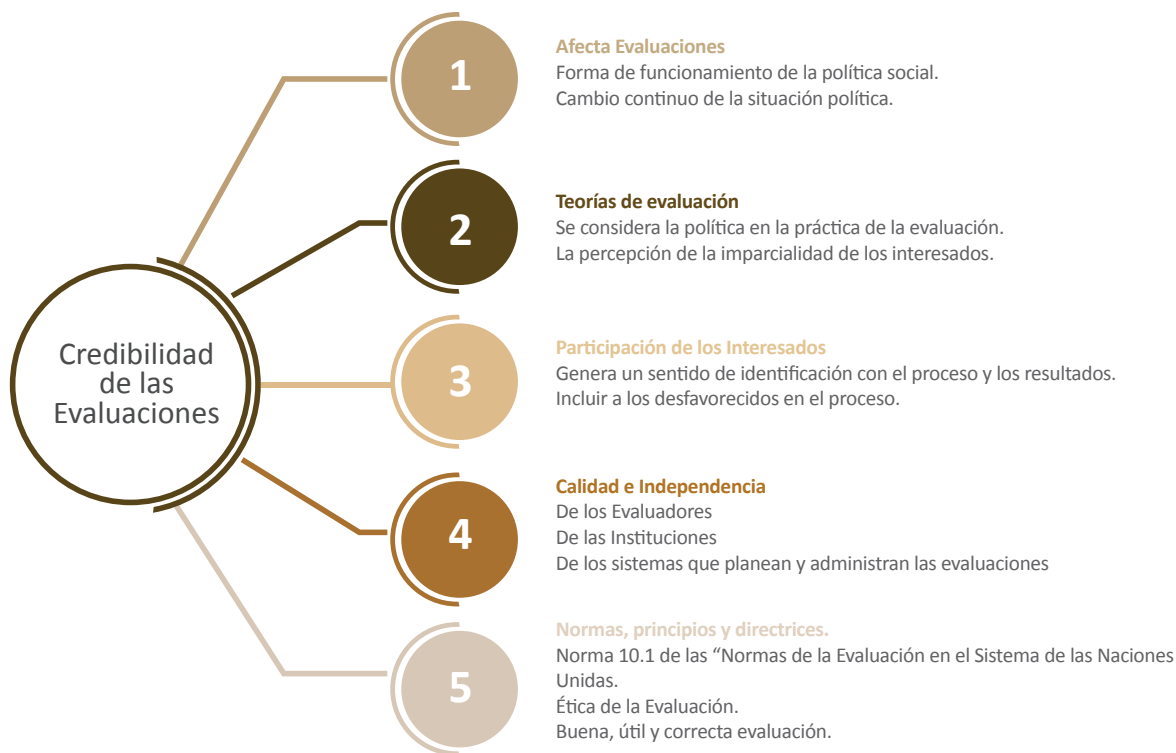 Credibilidad
de las
Evaluaciones
1
Afecta Evaluaciones
Forma de funcionamiento de la política social.
Cambio continuo de la situación política.
2
Teorías de evaluación
Se considera la política en la práctica de la evaluación.
La percepción de la imparcialidad de los interesados.
3
Participación de los Interesados
Genera un sentido de identificación con el proceso y los resultados.
Incluir a los desfavorecidos en el proceso.
4
Calidad e Independencia
De los Evaluadores
De las Instituciones
De los sistemas que planean y administran las evaluaciones
5
Normas, principios y directrices.
Norma 10.1 de las “Normas de la Evaluación en el Sistema de las Naciones
Unidas.
Ética de la Evaluación.
Buena, útil y correcta evaluación.